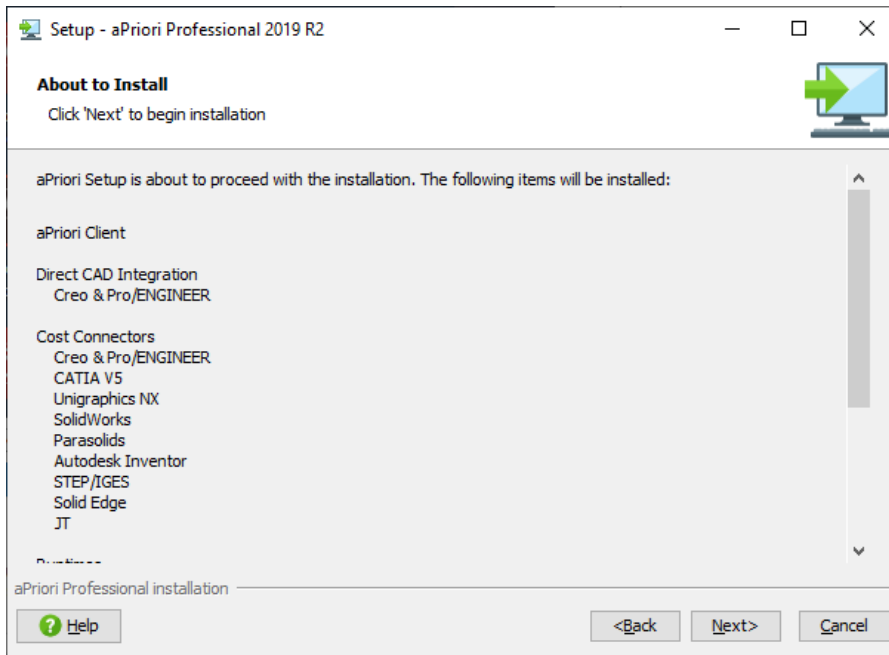 Setup - aPriori Professional 2019 R2
About to Install
Click 'Next' to begin installation
aPriori Setup is about to proceed with the installation. The following items will be installed:
aPriori Client
Direct CAD Integration
Creo & Pro/ENGINEER
Cost Connectors
Creo & Pro/ENGINEER
CATIA V5
Unigraphics NX
SolidWorks
Parasolids
Autodesk Inventor
STEP/IGES
Solid Edge
JT
Runtimes
aPriori Professional installation
Help
<Back
Next>
Cancel